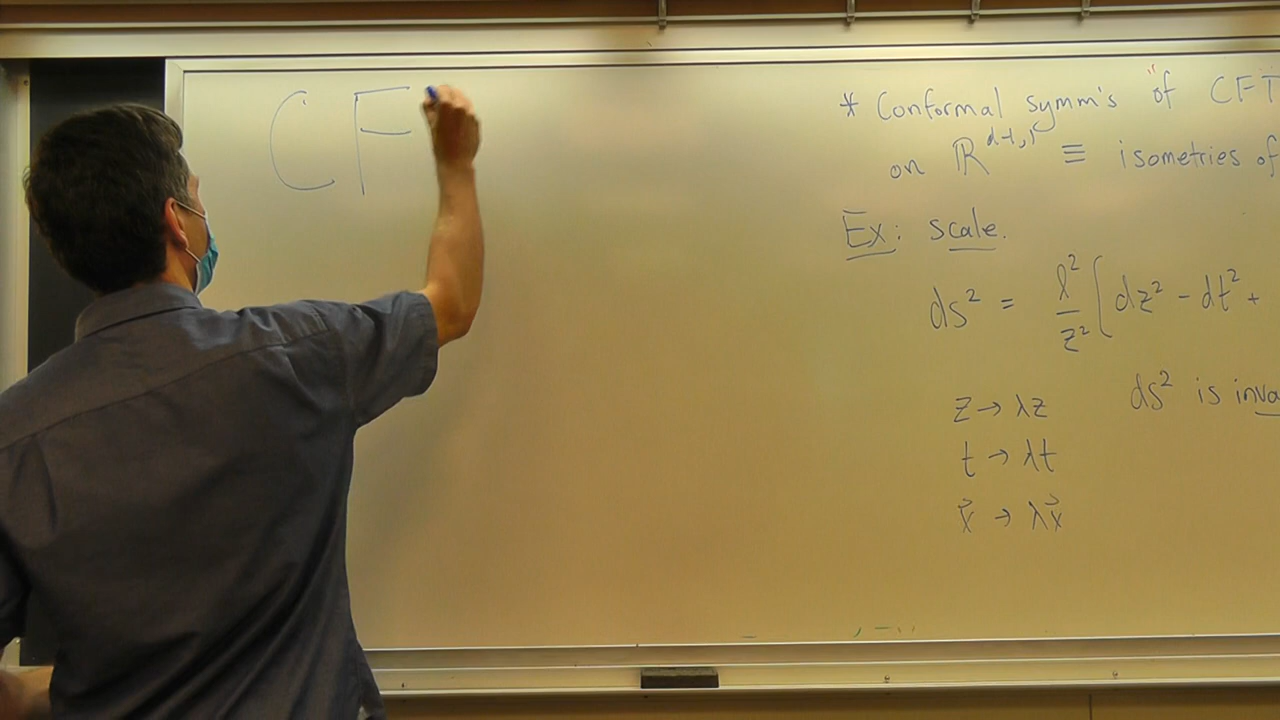 CF
* Conformal symm's "of CFT
on ℝ^{d-1,1} ≡ isometries of
Ex: scale.
ds² = l²/z² ( dz² - dt² +
z → λz ds² is inva
t → λt
x⃗ → λx⃗